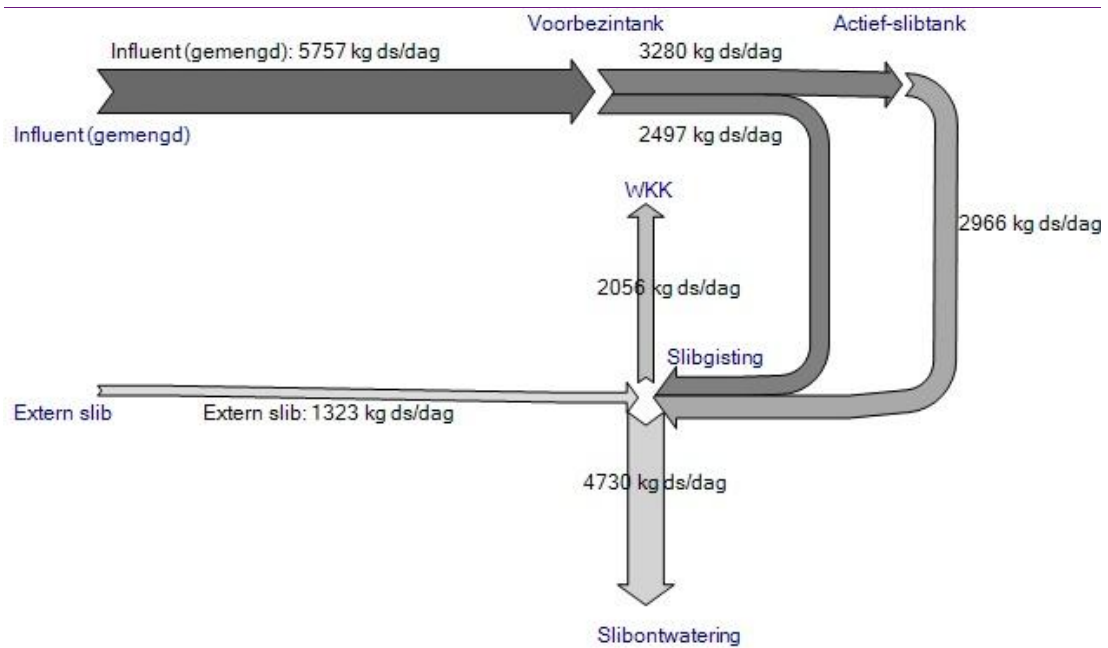 Voorbezintank
Actief-slibtank
Influent (gemengd): 5757 kg ds/dag
3280 kg ds/dag
Influent (gemengd)
2497 kg ds/dag
WKK
2966 kg ds/dag
2056 kg ds/dag
Slibgisting
Extern slib
Extern slib: 1323 kg ds/dag
4730 kg ds/dag
Slibontwatering